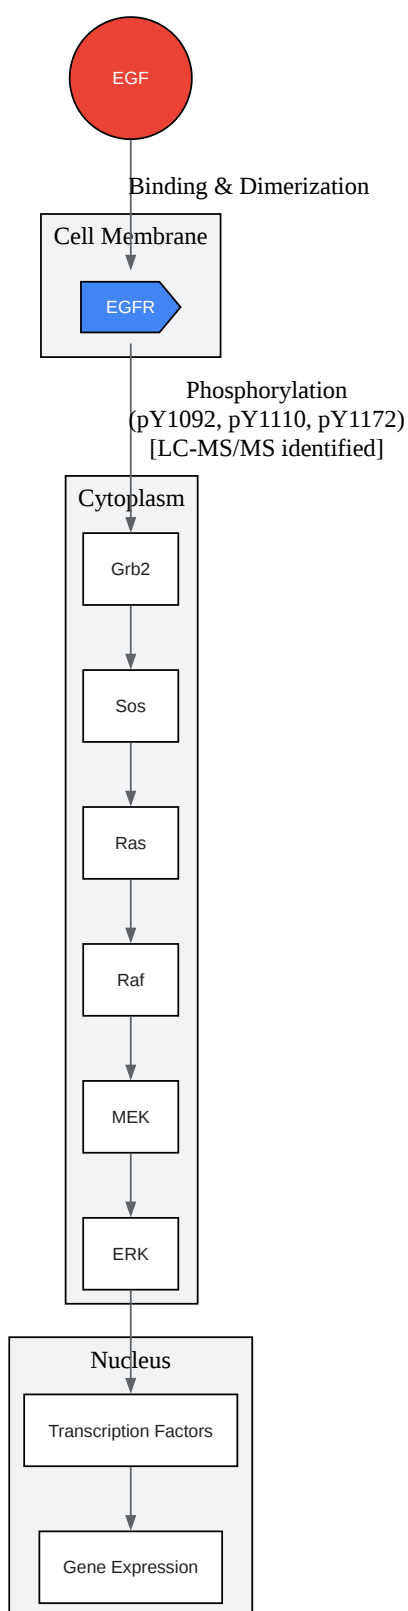 EGF
Binding & Dimerization
Cell Membrane
EGFR
Phosphorylation
(pY1092, pY1110, pY1172)
[LC-MS/MS identified]
Cytoplasm
Grb2
Sos
Ras
Raf
MEK
ERK
Nucleus
Transcription Factors
Gene Expression